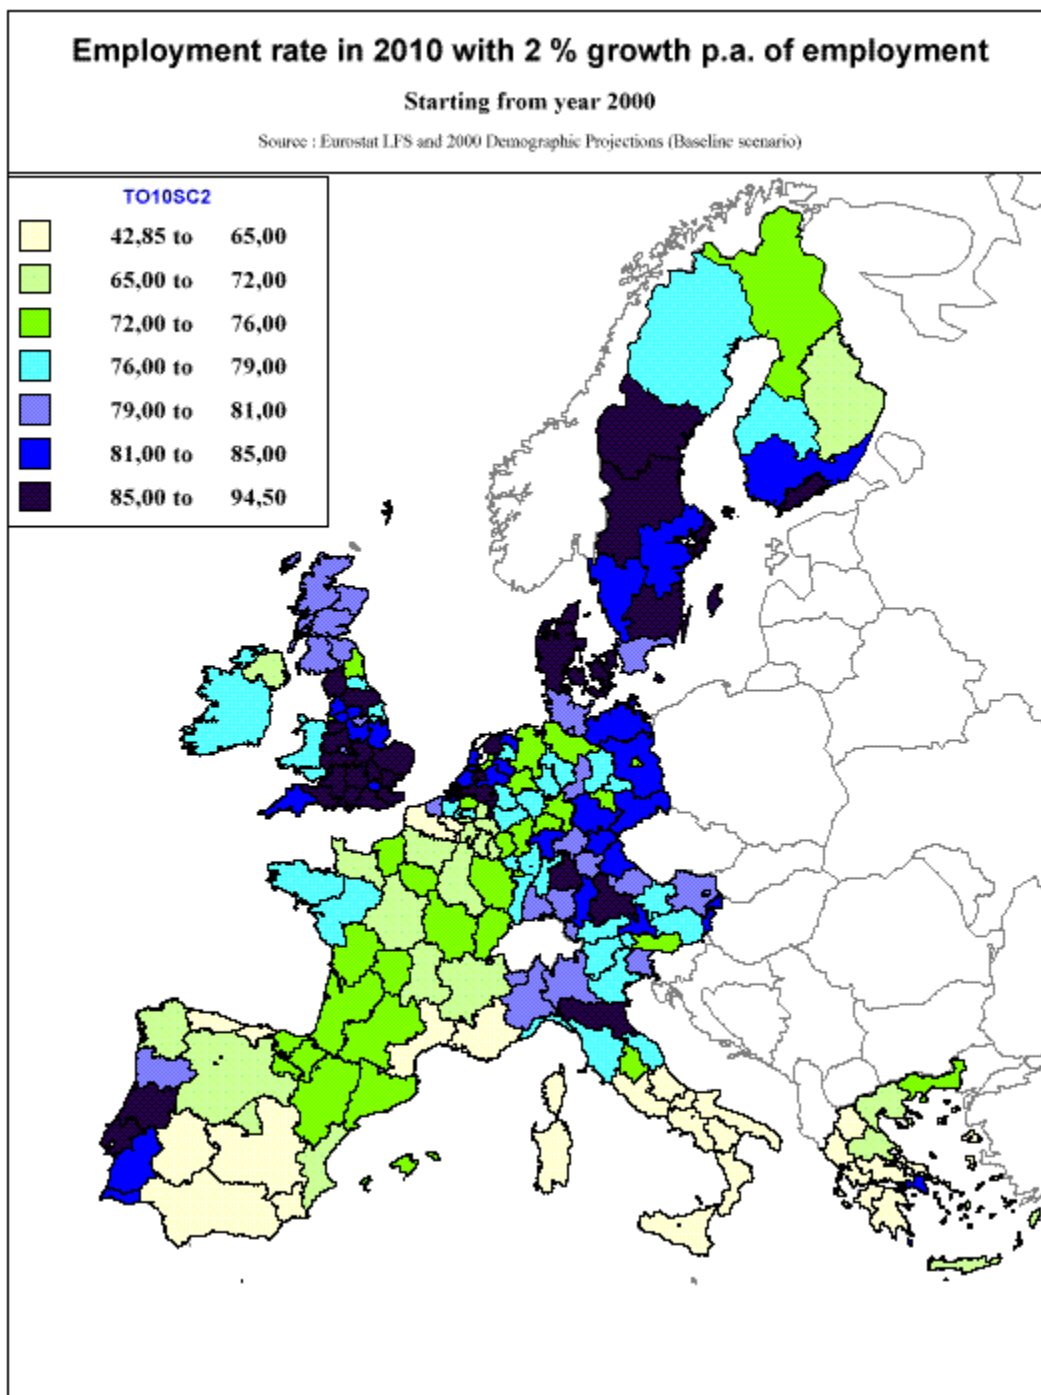 Employment rate in 2010 with 2 % growth p.a. of employment
Starting from year 2000
Source : Eurostat LFS and 2000 Demographic Projections (Baseline scenario)
TO10SC2
42,85 to 65,00
65,00 to 72,00
72,00 to 76,00
76,00 to 79,00
79,00 to 81,00
81,00 to 85,00
85,00 to 94,50